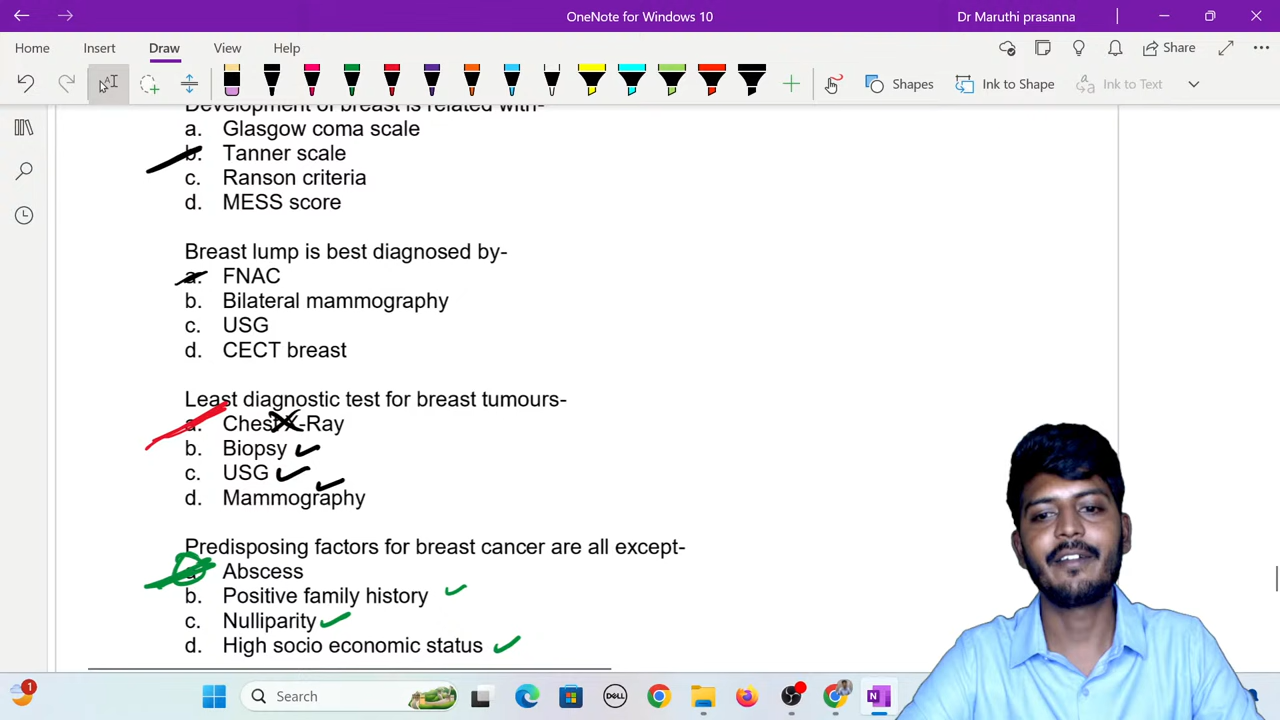 OneNote for Windows 10
Dr Maruthi prasanna
Home Insert Draw View Help
Share
Shapes
Ink to Shape
Ink to Text
Development of breast is related with-
a. Glasgow coma scale
b. Tanner scale
c. Ranson criteria
d. MESS score
Breast lump is best diagnosed by-
a. FNAC
b. Bilateral mammography
c. USG
d. CECT breast
Least diagnostic test for breast tumours-
a. Chest X-Ray
b. Biopsy
c. USG
d. Mammography
Predisposing factors for breast cancer are all except-
a. Abscess
b. Positive family history
c. Nulliparity
d. High socio economic status
1
Search
DELL